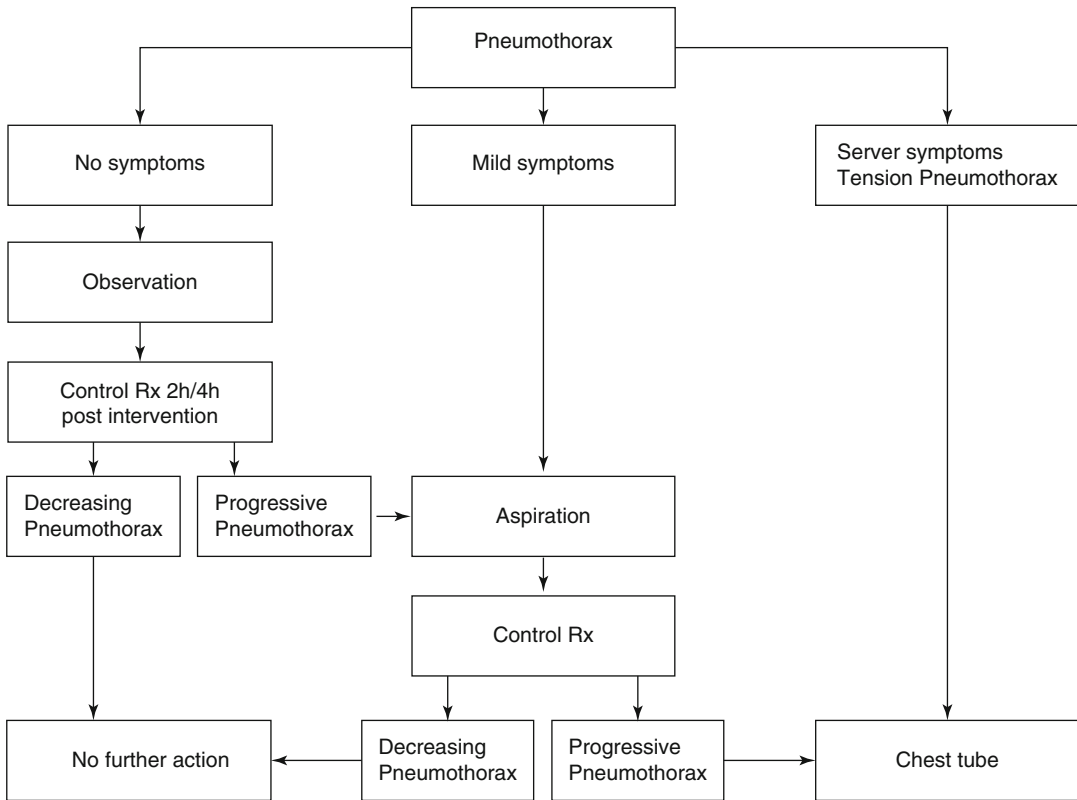 Pneumothorax
No symptoms
Mild symptoms
Server symptoms
Tension Pneumothorax
Observation
Control Rx 2h/4h
post intervention
Decreasing
Pneumothorax
Progressive
Pneumothorax
Aspiration
Control Rx
No further action
Decreasing
Pneumothorax
Progressive
Pneumothorax
Chest tube